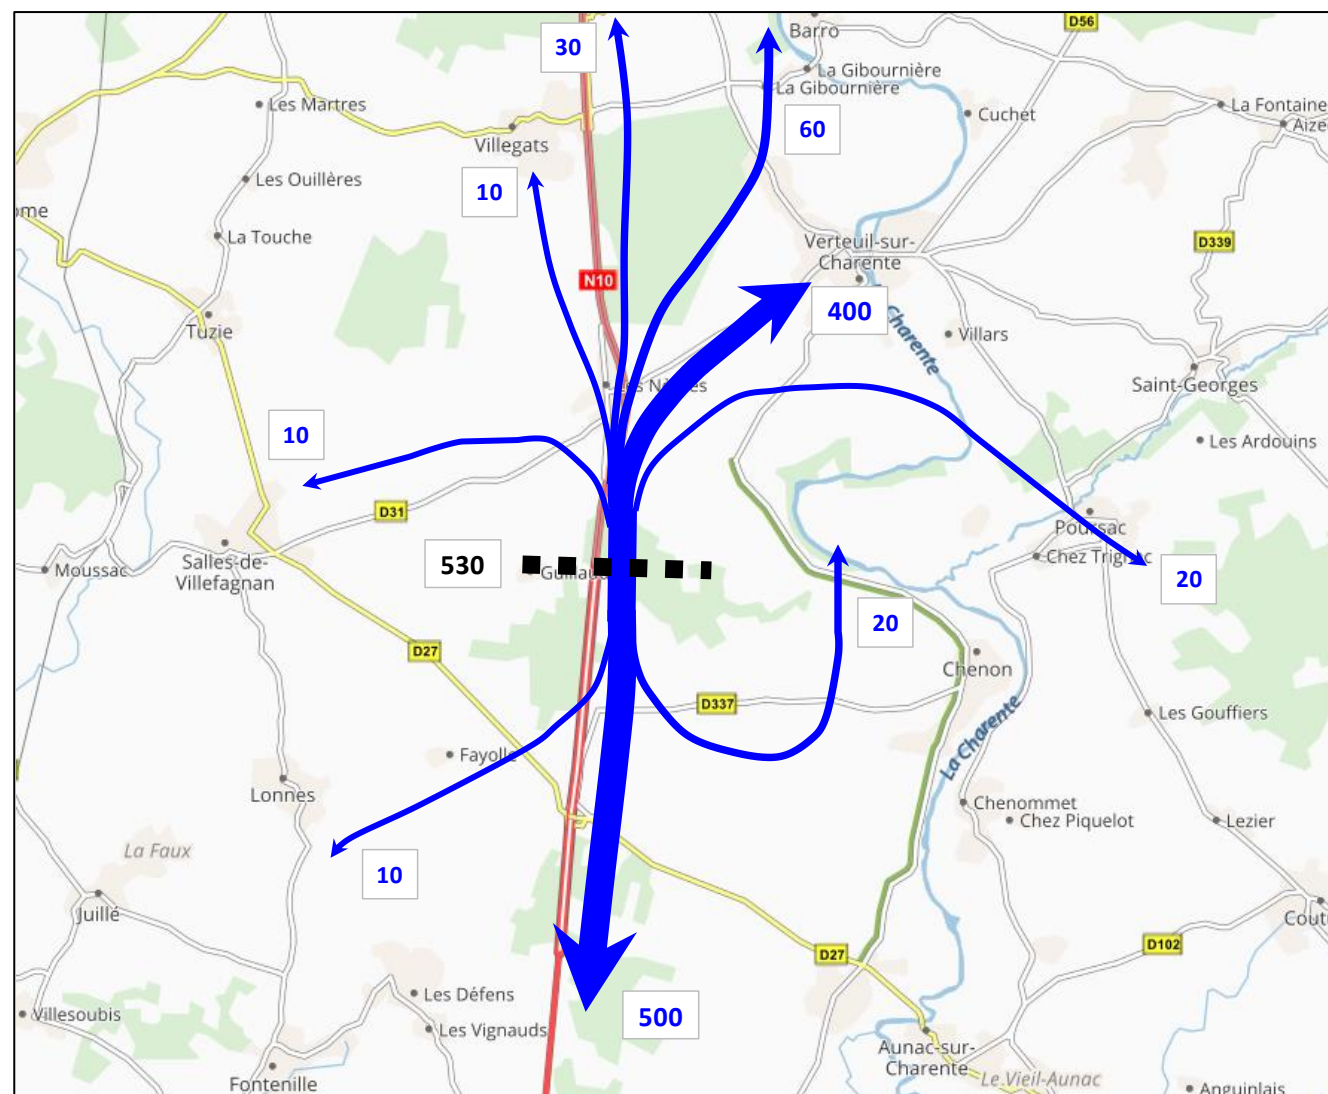 30
Barro
D56
La Gibournière
La Gibournière
Les Martres
La Fontaine
Cuchet
Villegats
60
Les Ouillères
10
La Touche
Verteuil-sur-
Charente
D339
N10
400
Charente
Tuzie
Villars
Saint-Georges
10
Les Ardouins
D31
Poursac
530
Salles-de-
Villefagnan
Moussac
Chez
20
20
D27
Chenon
D337
Les Gouffiers
La Charente
Fayolle
Lonnes
Chenommet
Chez Piquelot
Lezier
La Faux
10
Juillé
D102
D27
Les Défens
Villesoubis
Les Vignauds
500
Aunac-sur-
Charente
Le Vieil-Aunac
Fontenille
Anguinlais